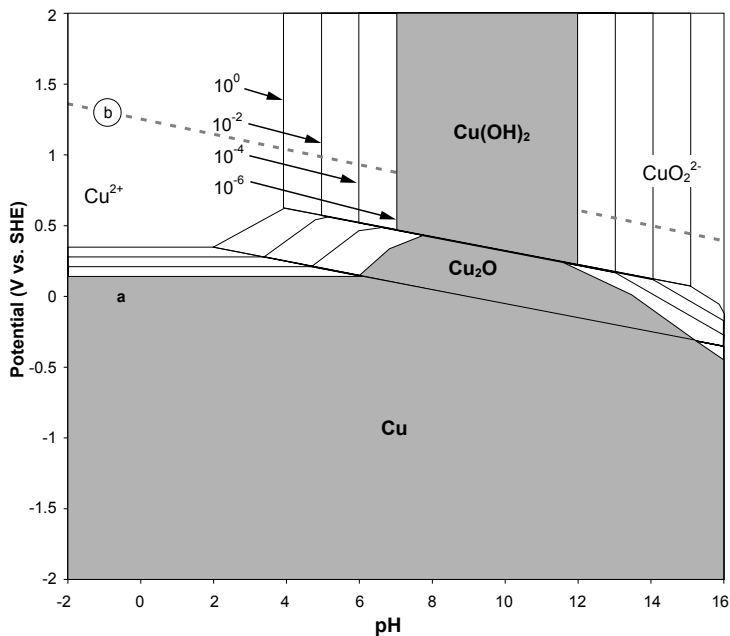 2
1.5
1
0.5
0
-0.5
-1
-1.5
-2
Potential (V vs. SHE)
b
10⁰
10⁻²
10⁻⁴
10⁻⁶
Cu(OH)₂
CuO₂²⁻
Cu²⁺
Cu₂O
a
Cu
-2 0 2 4 6 8 10 12 14 16
pH